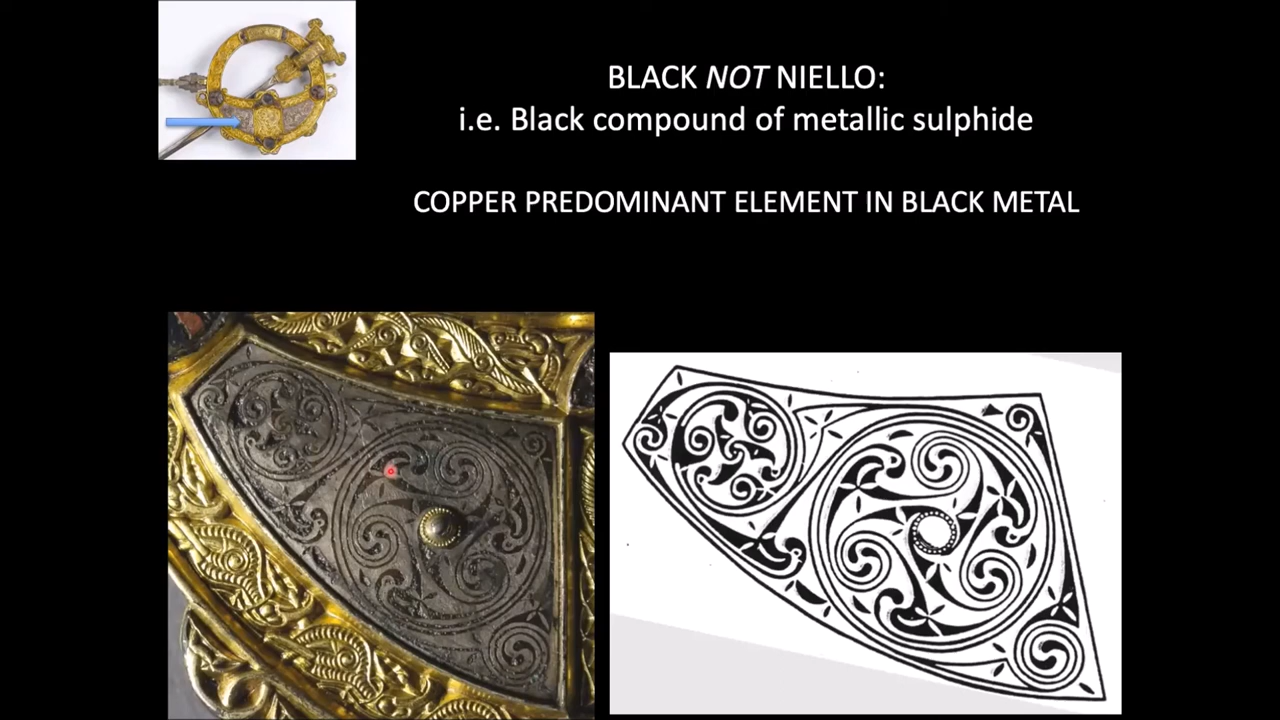 BLACK NOT NIELLO:
i.e. Black compound of metallic sulphide
COPPER PREDOMINANT ELEMENT IN BLACK METAL